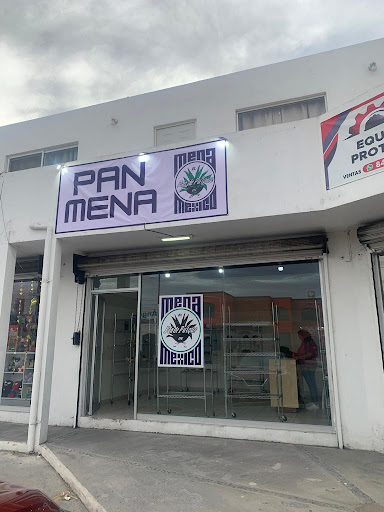 PAN
MENA
mena
MEXICO
EQU
PROT
VENTAS
mena
MEXICO